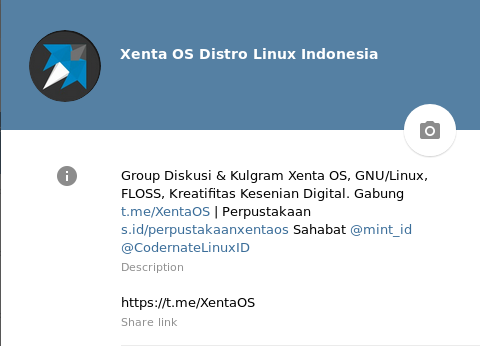 Xenta OS Distro Linux Indonesia
Group Diskusi & Kulgram Xenta OS, GNU/Linux,
FLOSS, Kreatifitas Kesenian Digital. Gabung
t.me/XentaOS | Perpustakaan
s.id/perpustakaanxentaos Sahabat @mint_id
@CodernateLinuxID
Description
https://t.me/XentaOS
Share link